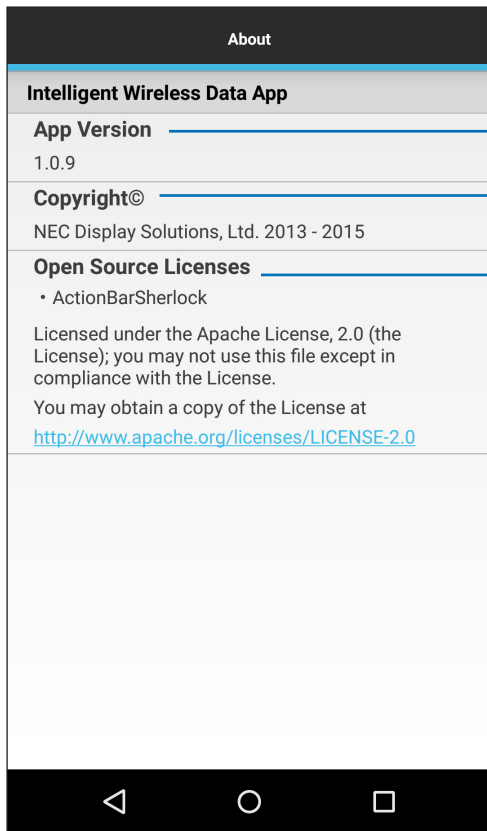 About
Intelligent Wireless Data App
App Version
1.0.9
Copyright©
NEC Display Solutions, Ltd. 2013 - 2015
Open Source Licenses
・ActionBarSherlock
Licensed under the Apache License, 2.0 (the
License); you may not use this file except in
compliance with the License.
You may obtain a copy of the License at
http://www.apache.org/licenses/LICENSE-2.0